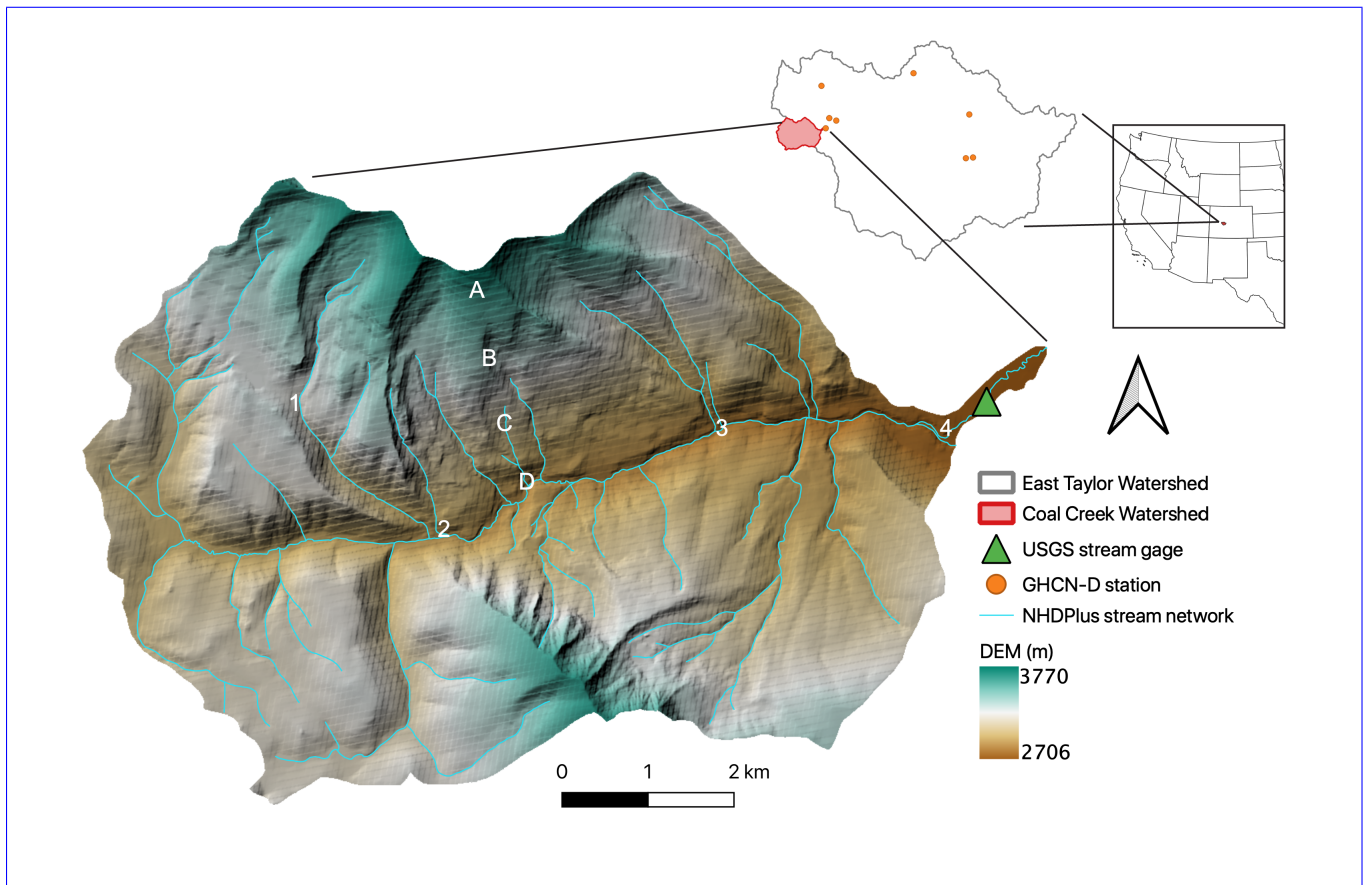 A
B
1
C
3
4
D
2
East Taylor Watershed
Coal Creek Watershed
USGS stream gage
GHCN-D station
NHDPlus stream network
DEM (m)
3770
2706
0 1 2 km